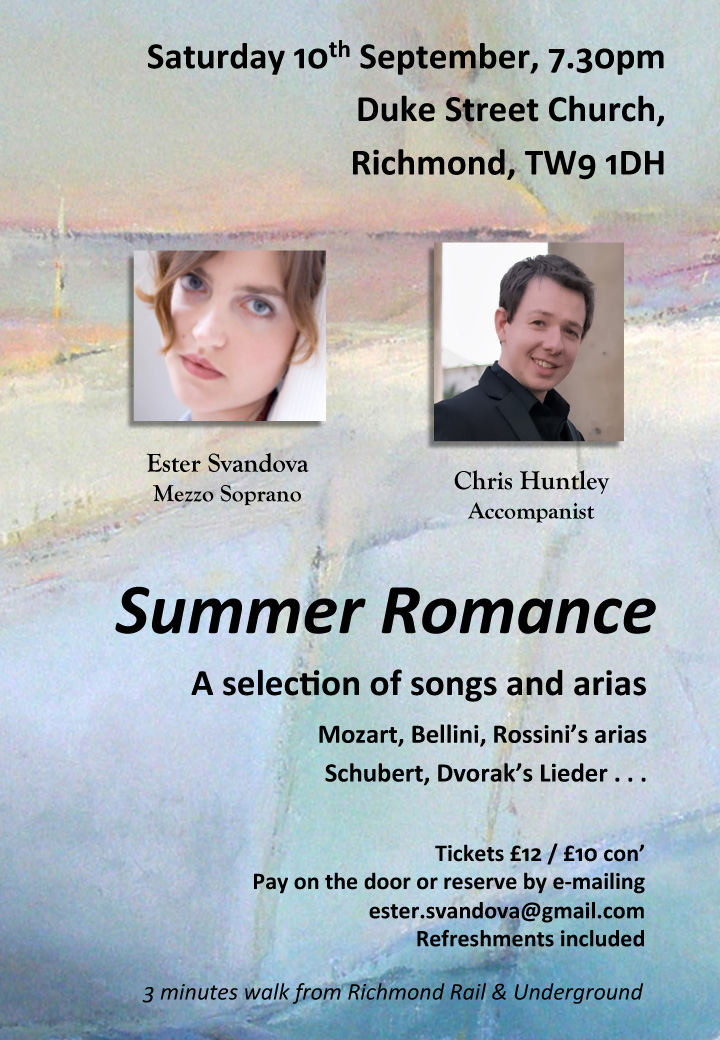 Saturday 10th September, 7.30pm
Duke Street Church,
Richmond, TW9 1DH
Ester Svandova
Mezzo Soprano
Chris Huntley
Accompanist
Summer Romance
A selection of songs and arias
Mozart, Bellini, Rossini’s arias
Schubert, Dvorak’s Lieder . . .
Tickets £12 / £10 con’
Pay on the door or reserve by e-mailing
ester.svandova@gmail.com
Refreshments included
3 minutes walk from Richmond Rail & Underground